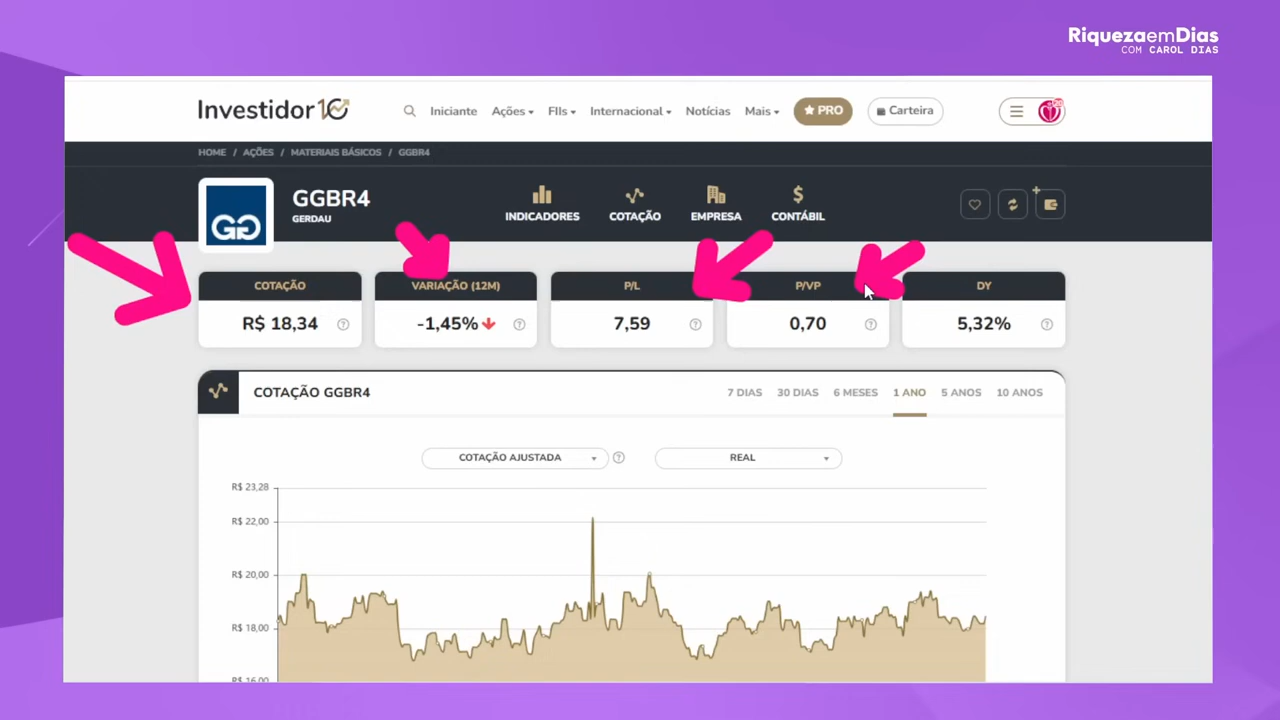 RiquezaemDias
COM CAROL DIAS
Investidor10
Iniciante Ações FIIs Internacional Notícias Mais PRO Carteira
HOME / AÇÕES / MATERIAIS BÁSICOS / GGBR4
GGBR4
GERDAU
INDICADORES COTAÇÃO EMPRESA CONTÁBIL
COTAÇÃO VARIAÇÃO (12M) P/L P/VP DY
R$ 18,34 -1,45% 7,59 0,70 5,32%
COTAÇÃO GGBR4 7 DIAS 30 DIAS 6 MESES 1 ANO 5 ANOS 10 ANOS
COTAÇÃO AJUSTADA REAL
R$ 23,28
R$ 22,00
R$ 20,00
R$ 18,00
R$ 16,00